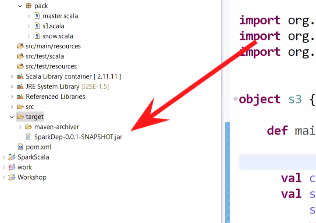 pack
master.scala
s3.scala
snow.scala
src/main/resources
src/test/scala
src/test/resources
Scala Library container [ 2.11.11 ]
JRE System Library [J2SE-1.5]
Referenced Libraries
src
target
maven-archiver
SparkDep-0.0.1-SNAPSHOT.jar
pom.xml
SparkScala
work
Workshop
import org.
import org.
import org.
object s3 {
def mai
val c
val s
s